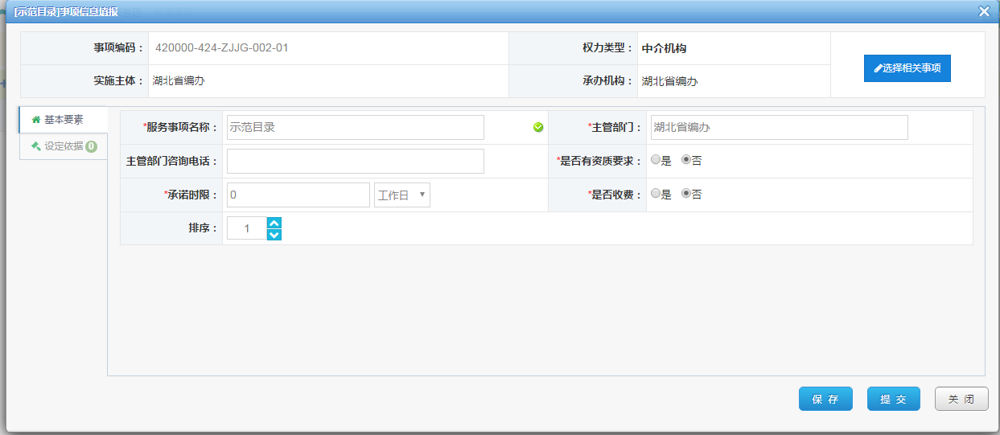 [示范目录]事项信息填报
事项编码： 420000-424-ZJJG-002-01 权力类型： 中介机构
选择相关事项
实施主体： 湖北省编办 承办机构： 湖北省编办
基本要素
设定依据 0
*服务事项名称： 示范目录 *主管部门： 湖北省编办
主管部门咨询电话： *是否有资质要求： 是 否
*承诺时限： 0 工作日 *是否收费： 是 否
排序： 1
保 存 提 交 关 闭